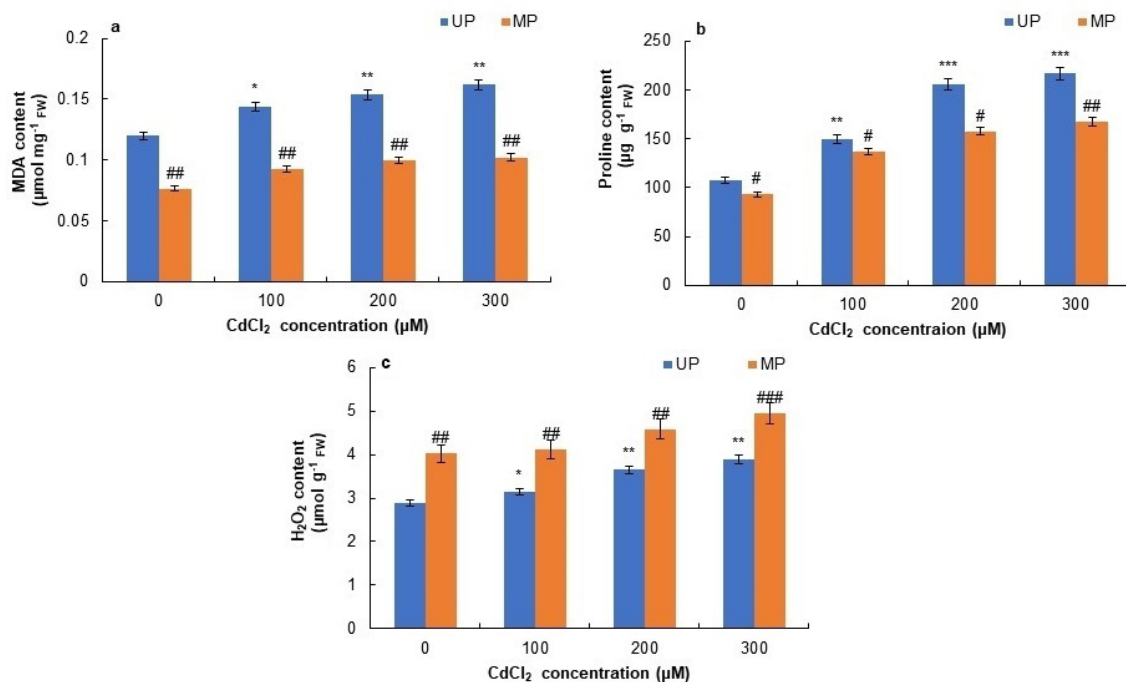 a
UP MP
MDA content
(µmol mg⁻¹ FW)
0.2
0.15
0.1
0.05
0
* ** **
## ## ## ##
0 100 200 300
CdCl₂ concentration (µM)
b
UP MP
Proline content
(µg g⁻¹ FW)
250
200
150
100
50
0
** *** ***
# # # ##
0 100 200 300
CdCl₂ concentraion (µM)
c
UP MP
H₂O₂ content
(µmol g⁻¹ FW)
6
5
4
3
2
1
0
* ** **
## ## ## ###
0 100 200 300
CdCl₂ concentration (µM)